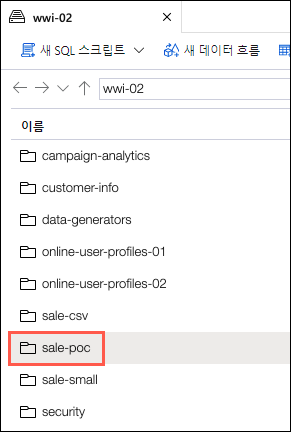 wwi-02
새 SQL 스크립트 새 데이터 흐름
wwi-02
이름
campaign-analytics
customer-info
data-generators
online-user-profiles-01
online-user-profiles-02
sale-csv
sale-poc
sale-small
security